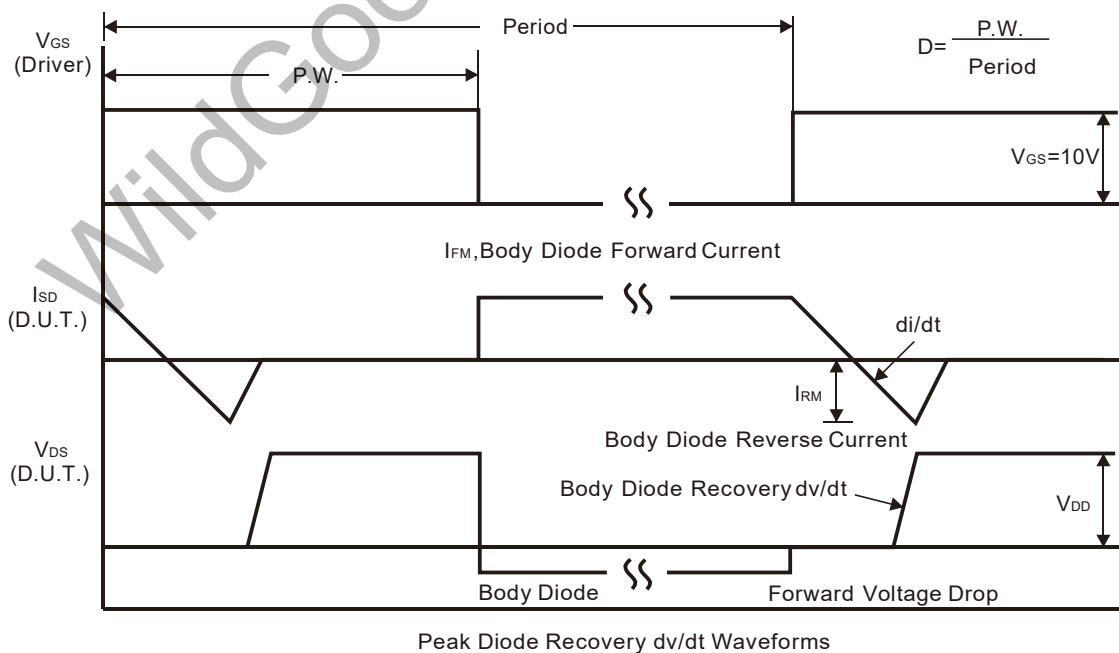 Period
VGS
(Driver)
P.W.
D= P.W.
Period
VGS=10V
IFM,Body Diode Forward Current
ISD
(D.U.T.)
di/dt
IRM
Body Diode Reverse Current
VDS
(D.U.T.)
Body Diode Recovery dv/dt
VDD
Body Diode
Forward Voltage Drop
Peak Diode Recovery dv/dt Waveforms